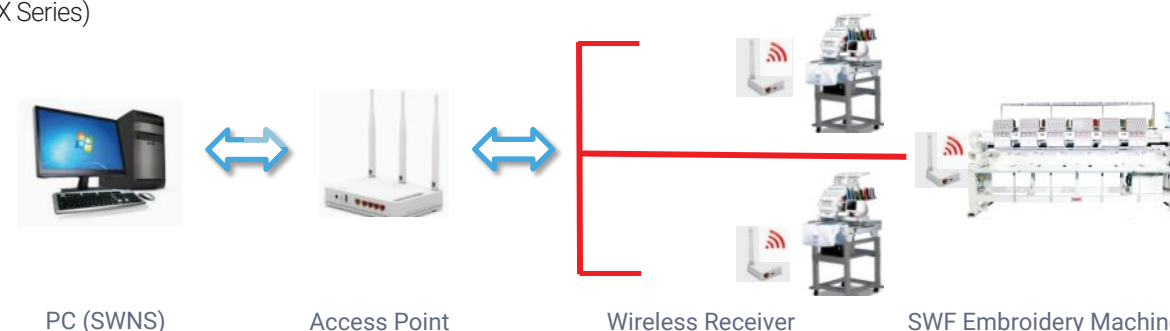 X Series)
PC (SWNS)
Access Point
Wireless Receiver
SWF Embroidery Machin